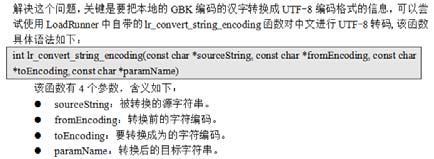 解决这个问题，关键是要把本地的 GBK 编码的汉字转换成 UTF-8 编码格式的信息，可以尝
试使用 LoadRunner 中自带的 lr_convert_string_encoding 函数对中文进行 UTF-8 转码，该函数
具体语法如下：
int lr_convert_string_encoding(const char *sourceString, const char *fromEncoding, const char
*toEncoding, const char *paramName)
该函数有 4 个参数，含义如下：
● sourceString：被转换的源字符串。
● fromEncoding：转换前的字符编码。
● toEncoding：要转换成为的字符编码。
● paramName：转换后的目标字符串。